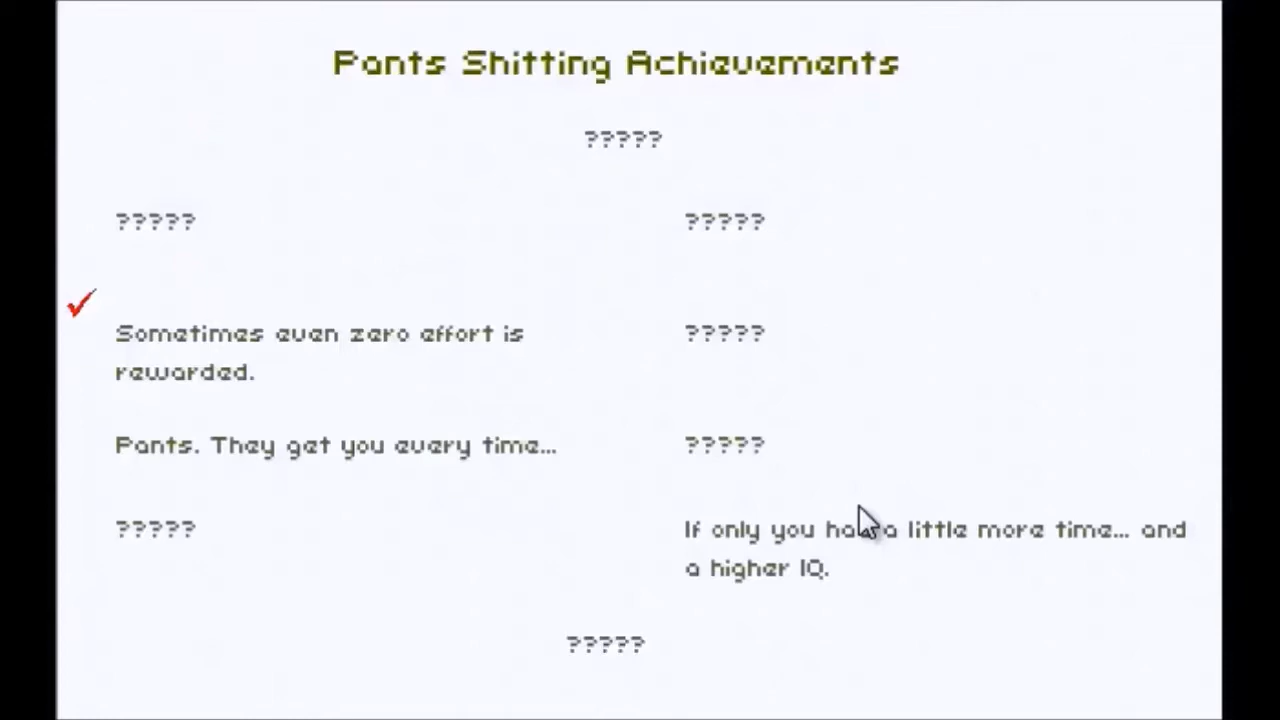 Pants Shitting Achievements
?????
?????
?????
Sometimes even zero effort is
rewarded.
?????
Pants. They get you every time...
?????
?????
If only you had a little more time... and
a higher IQ.
?????